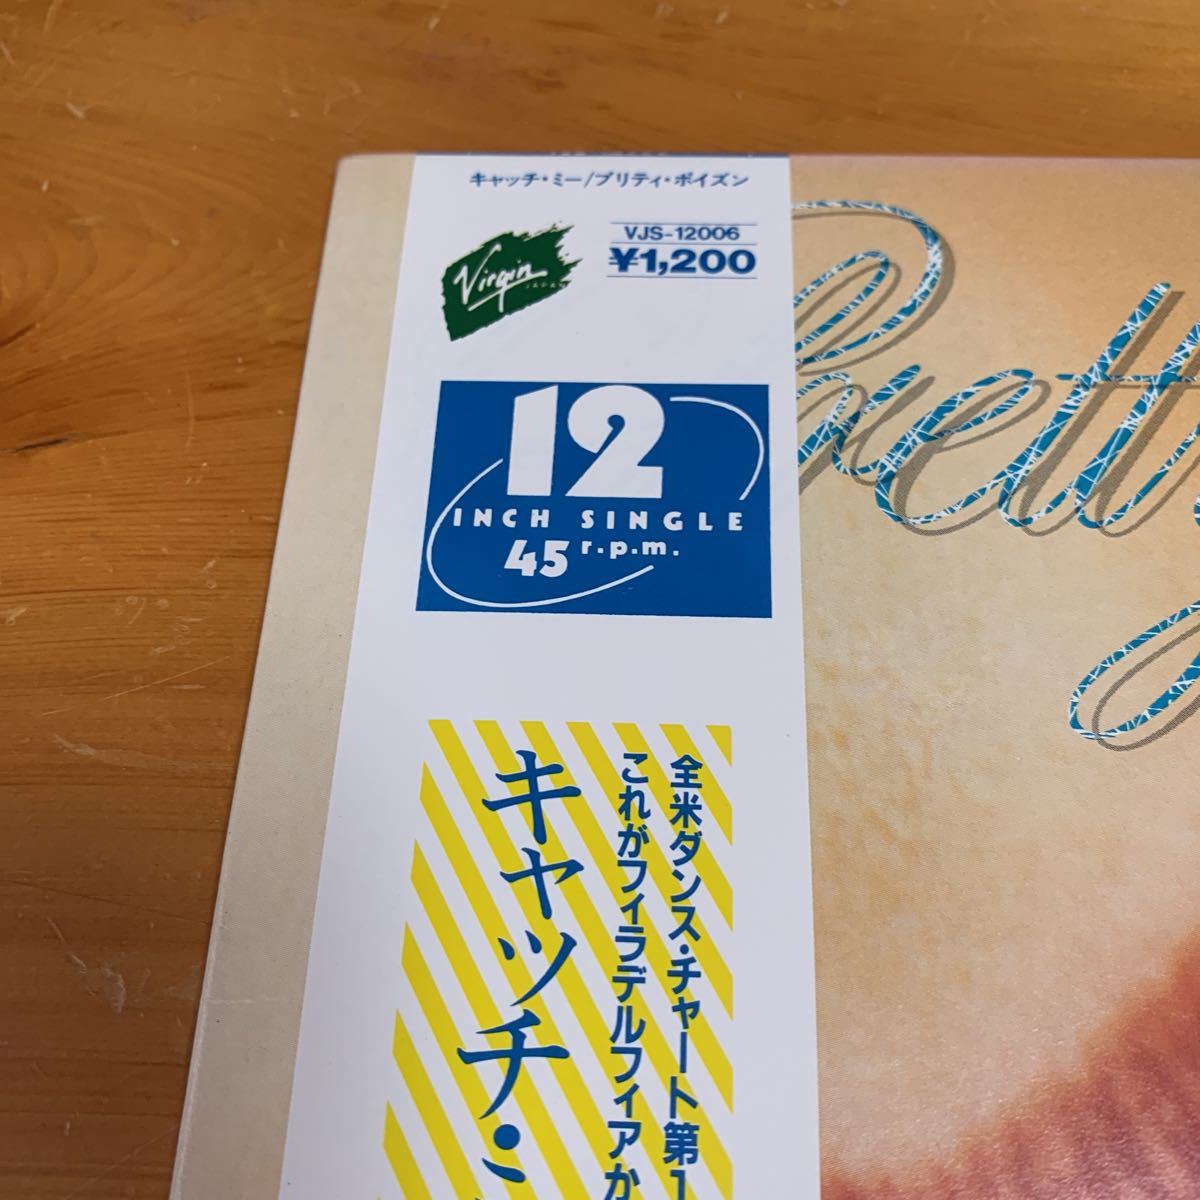 キャッチ・ミー/プリティ・ポイズン
Virgin
JAPAN
VJS-12006
¥1,200
12
INCH SINGLE
45 r.p.m.
全米ダンス・チャート第1
これがフィラデルフィアか
キャッチ・
Pretty